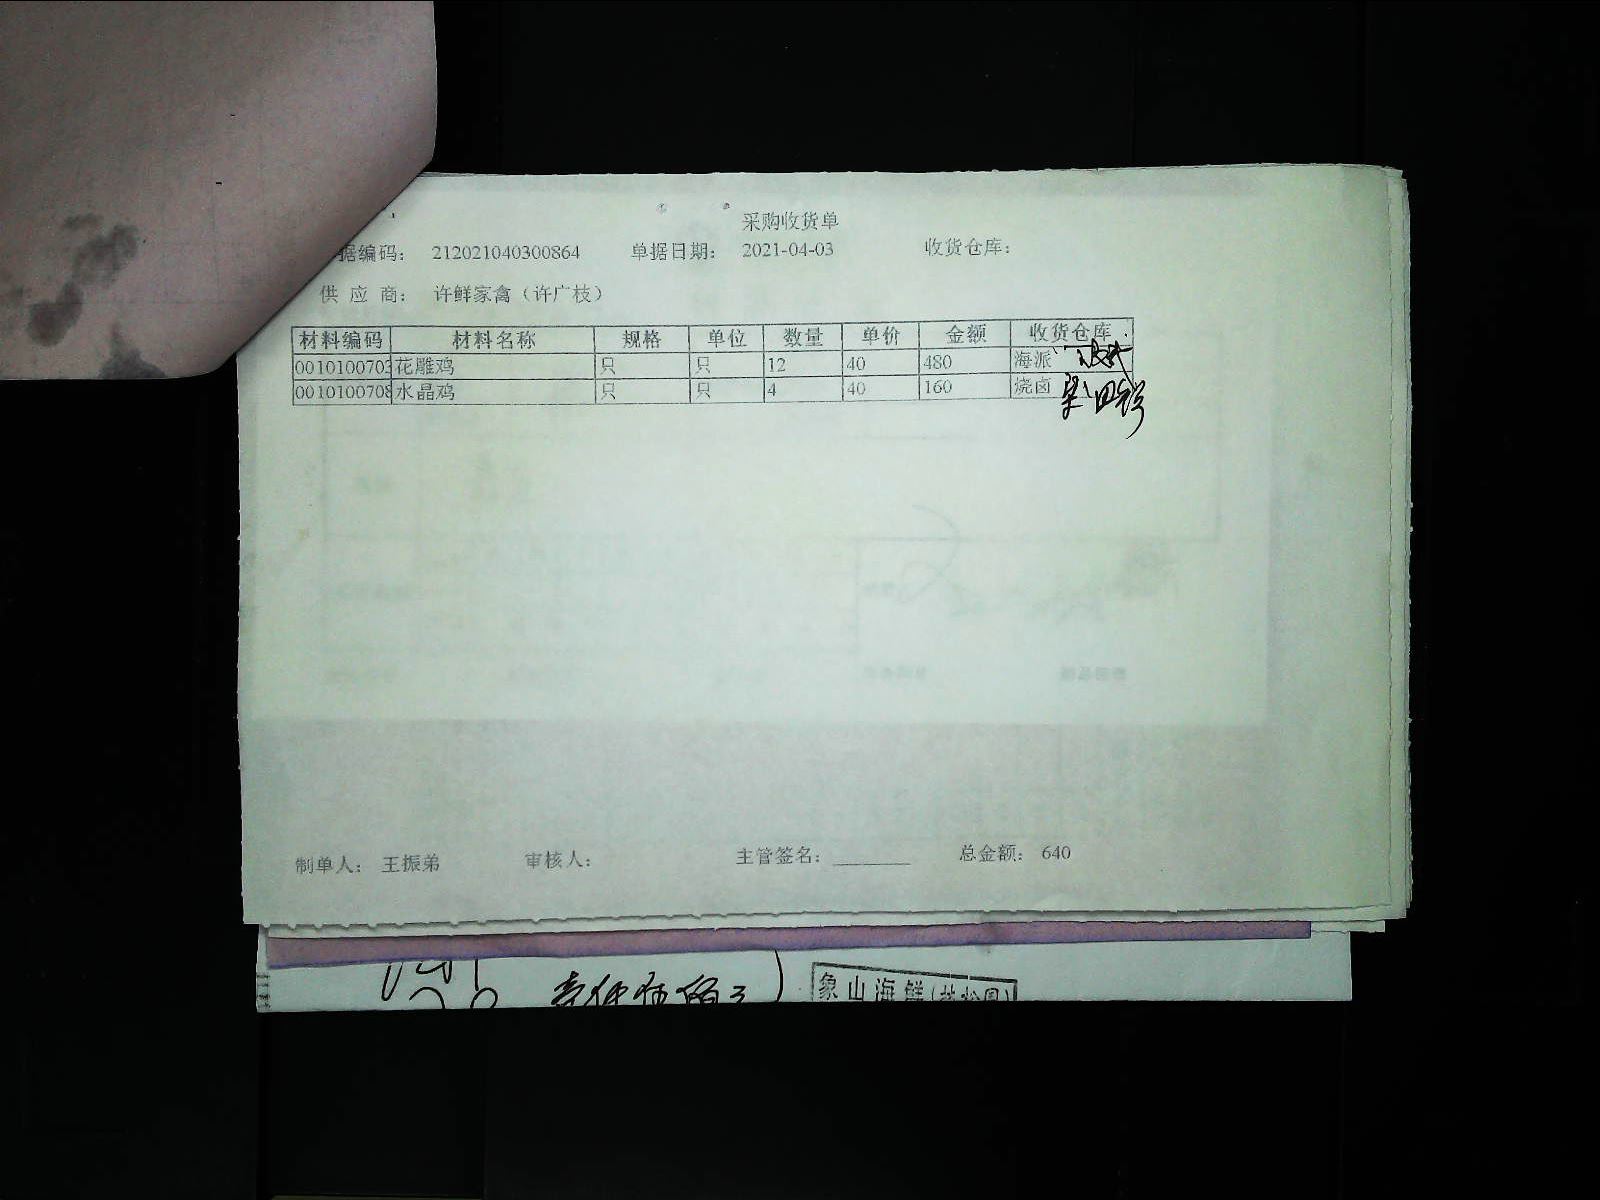 采购收货单
据编码： 212021040300864 单据日期： 2021-04-03 收货仓库：
供 应 商： 许鲜家禽（许广枝）
材料编码 材料名称 规格 单位 数量 单价 金额 收货仓库
0010100703 花雕鸡 只 只 12 40 480 海派
0010100708 水晶鸡 只 只 4 40 160 烧卤
制单人： 王振弟 审核人： 主管签名： ________ 总金额： 640
象山海鲜